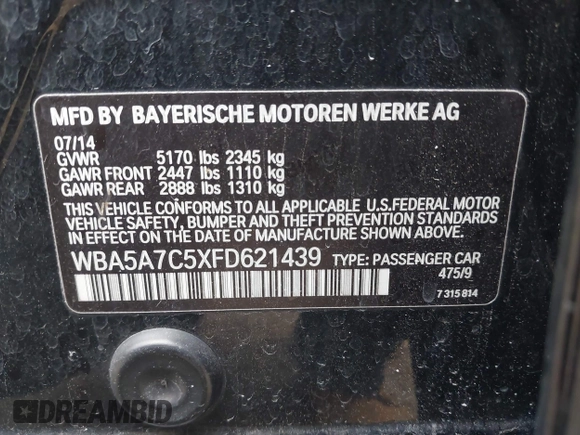 MFD BY BAYERISCHE MOTOREN WERKE AG
07/14
GVWR 5170 lbs 2345 kg
GAWR FRONT 2447 lbs 1110 kg
GAWR REAR 2888 lbs 1310 kg
THIS VEHICLE CONFORMS TO ALL APPLICABLE U.S.FEDERAL MOTOR
VEHICLE SAFETY, BUMPER AND THEFT PREVENTION STANDARDS
IN EFFECT ON THE DATE OF MANUFACTURE SHOWN ABOVE.
WBA5A7C5XFD621439 TYPE: PASSENGER CAR
475/9
7 315 814
DREAMBID